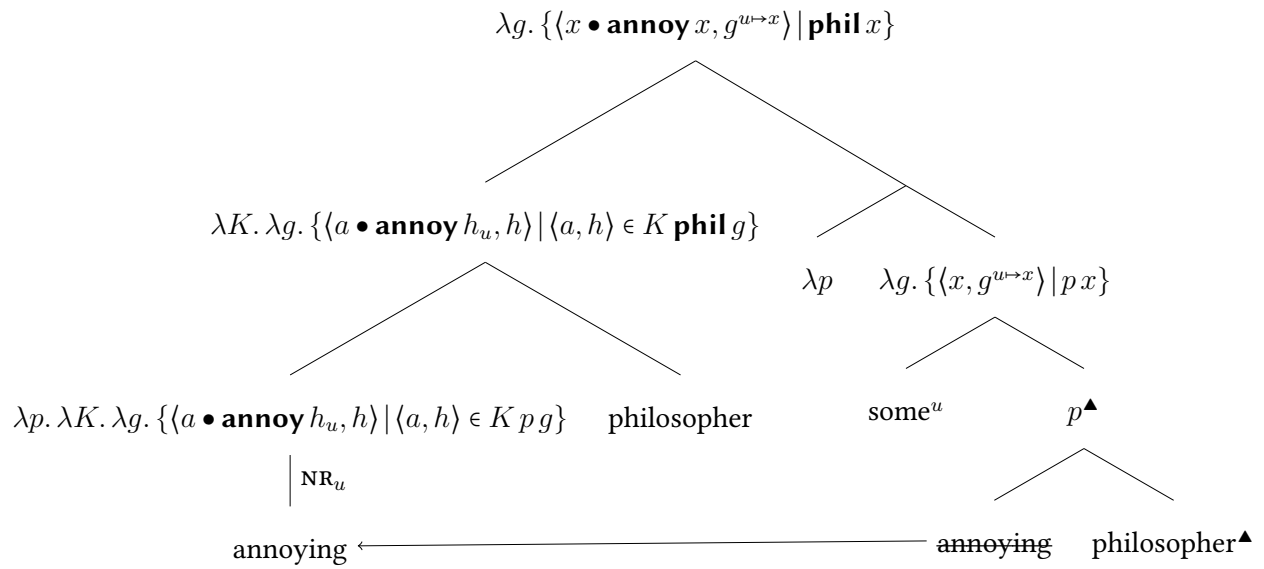 λg. {⟨x • annoy x, g^{u↦x}⟩ | phil x}
λK. λg. {⟨a • annoy h_u, h⟩ | ⟨a, h⟩ ∈ K phil g}
λp λg. {⟨x, g^{u↦x}⟩ | p x}
λp. λK. λg. {⟨a • annoy h_u, h⟩ | ⟨a, h⟩ ∈ K p g} philosopher some^u p▲
NR_u
annoying annoying philosopher▲